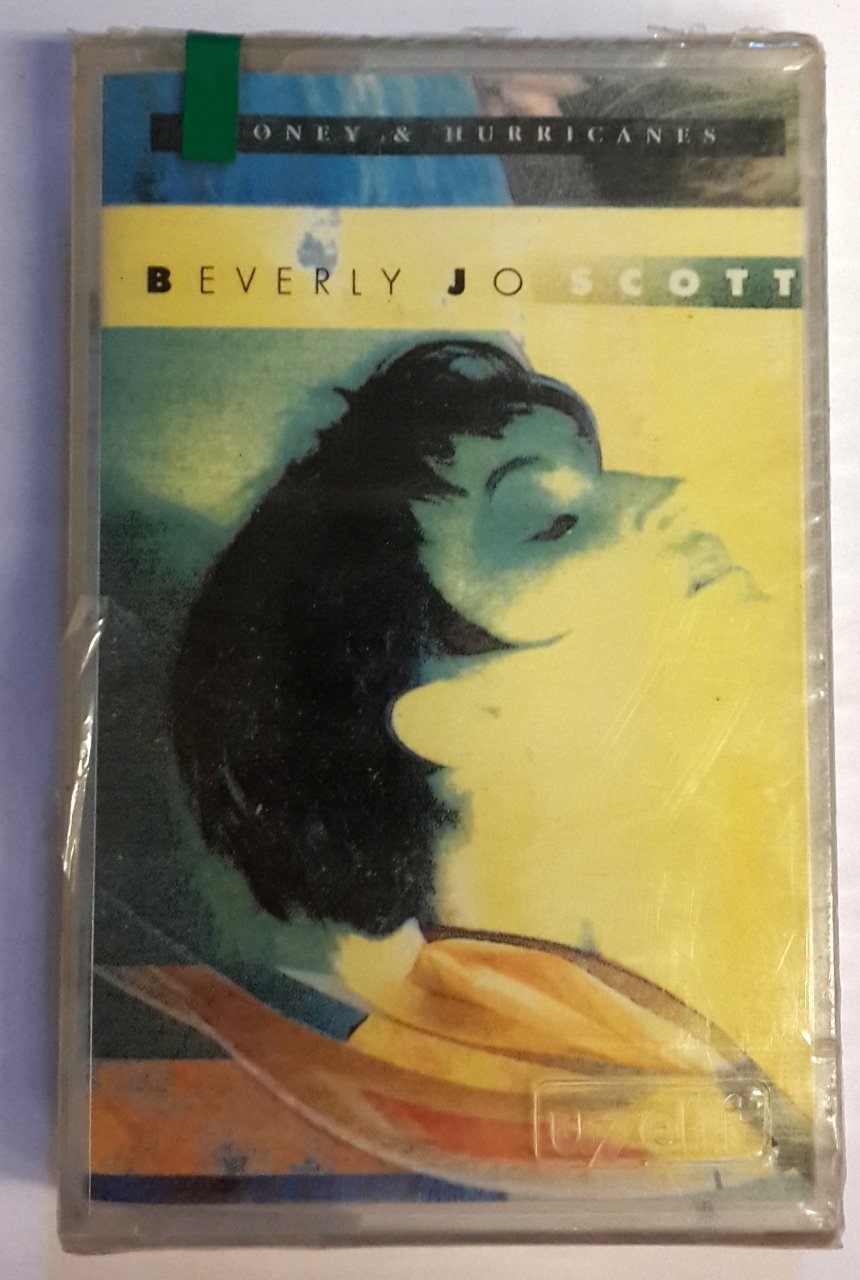 ONEY & HURRICANES
BEVERLY JO SCOTT
uzelli